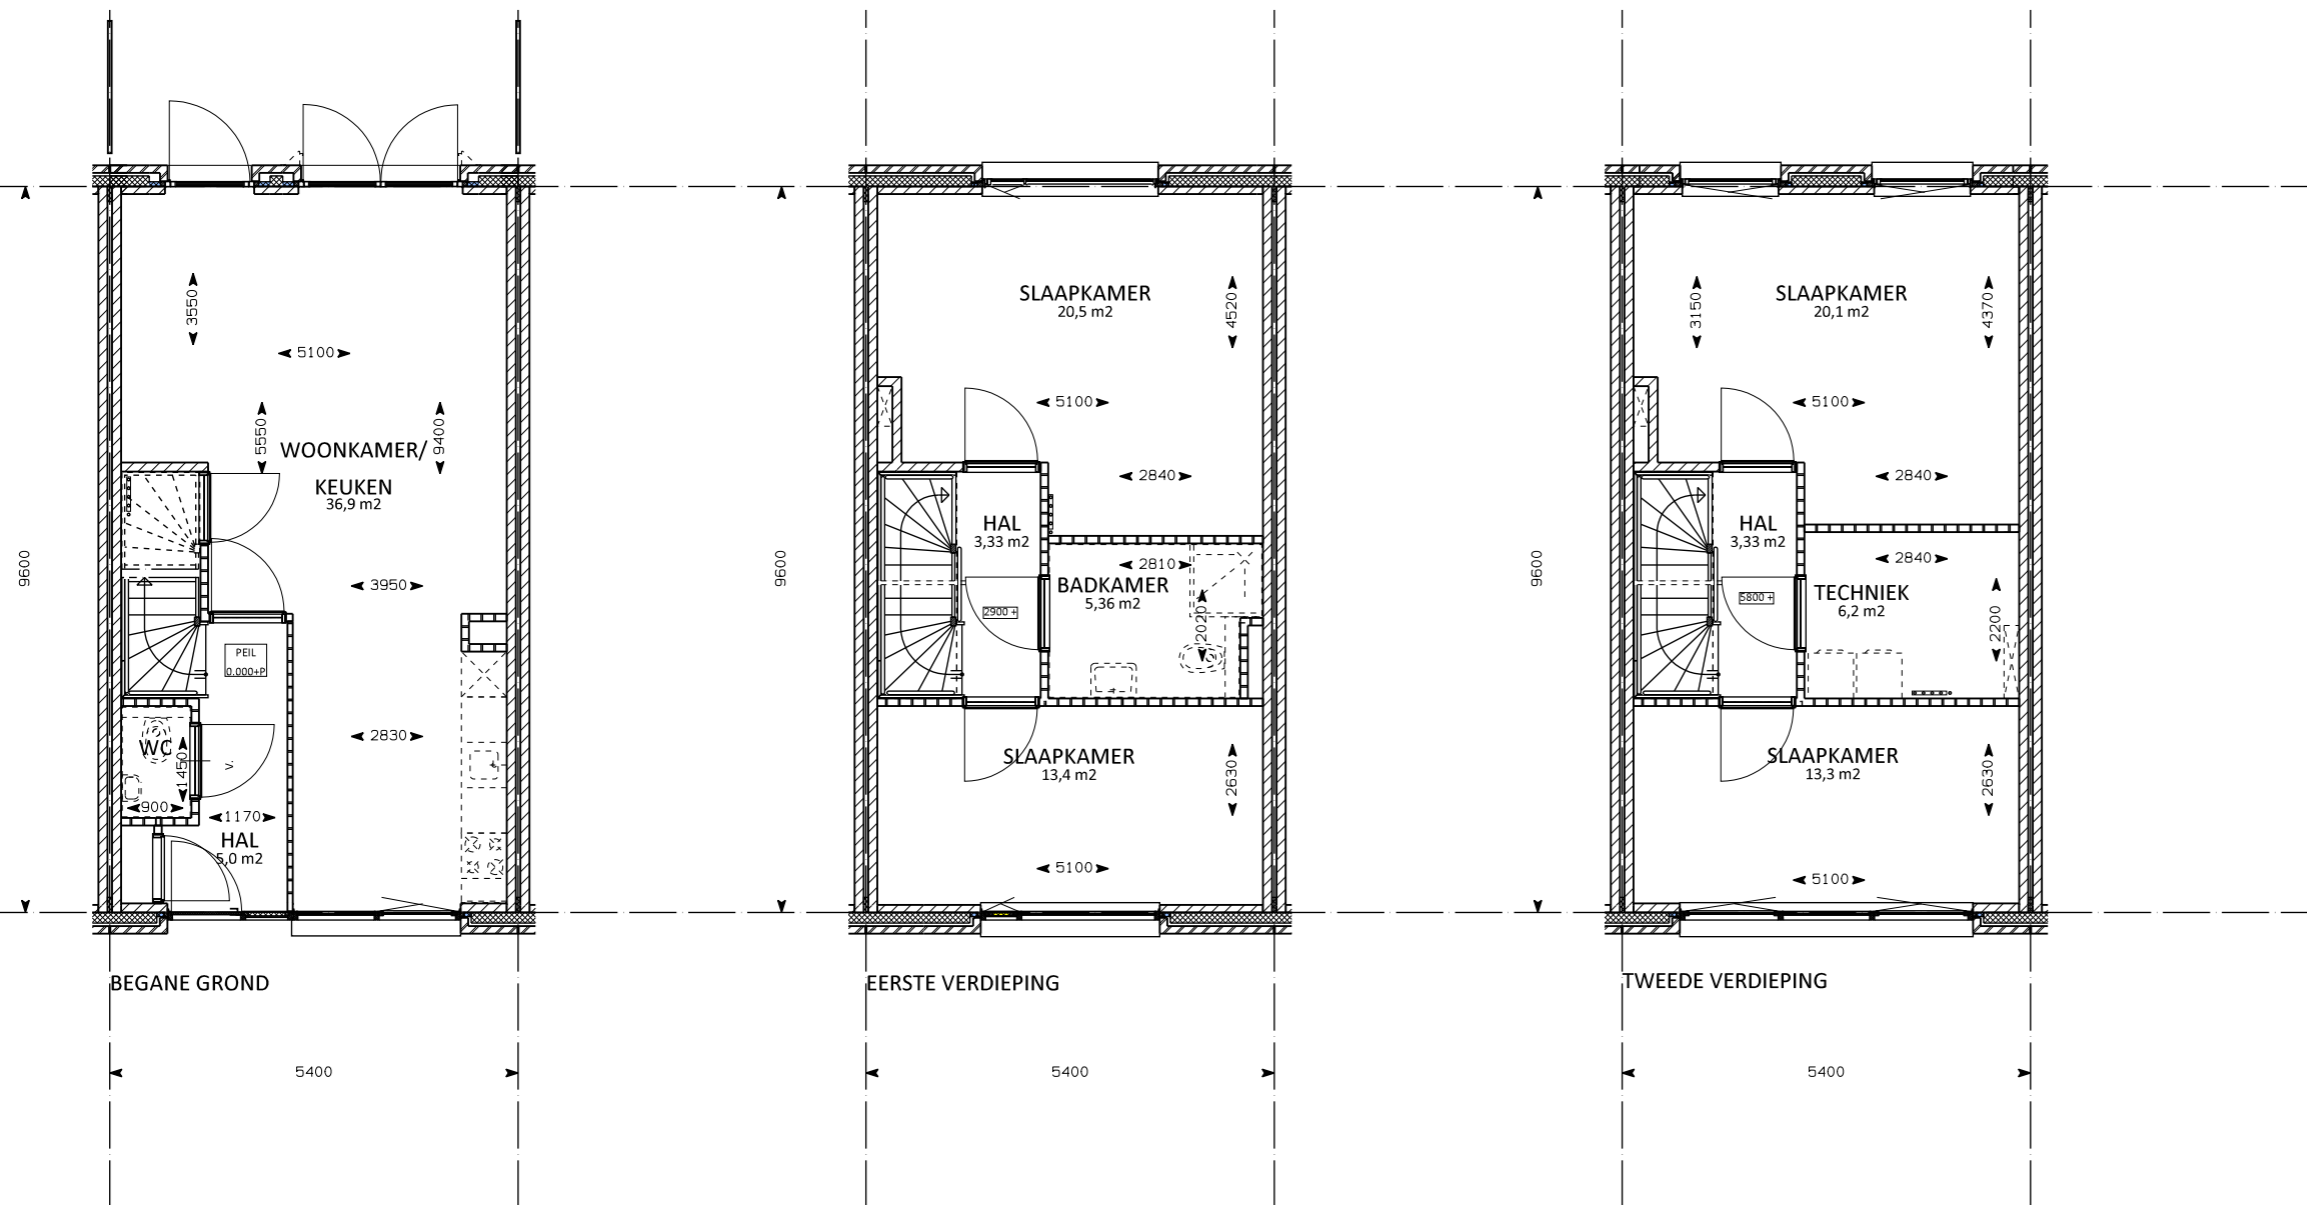 3550
5100
5550
9400
WOONKAMER/
KEUKEN
36,9 m2
9600
3950
PEIL
0.000+P
2830
WC
1450
V.
900
1170
HAL
5,0 m2
BEGANE GROND
5400
SLAAPKAMER
20,5 m2
4520
5100
2840
HAL
3,33 m2
9600
2810
BADKAMER
5,36 m2
2900 +
2020
SLAAPKAMER
13,4 m2
2630
5100
EERSTE VERDIEPING
5400
SLAAPKAMER
20,1 m2
3150
4370
5100
2840
HAL
3,33 m2
9600
2840
TECHNIEK
6,2 m2
5800 +
2200
SLAAPKAMER
13,3 m2
2630
5100
TWEEDE VERDIEPING
5400